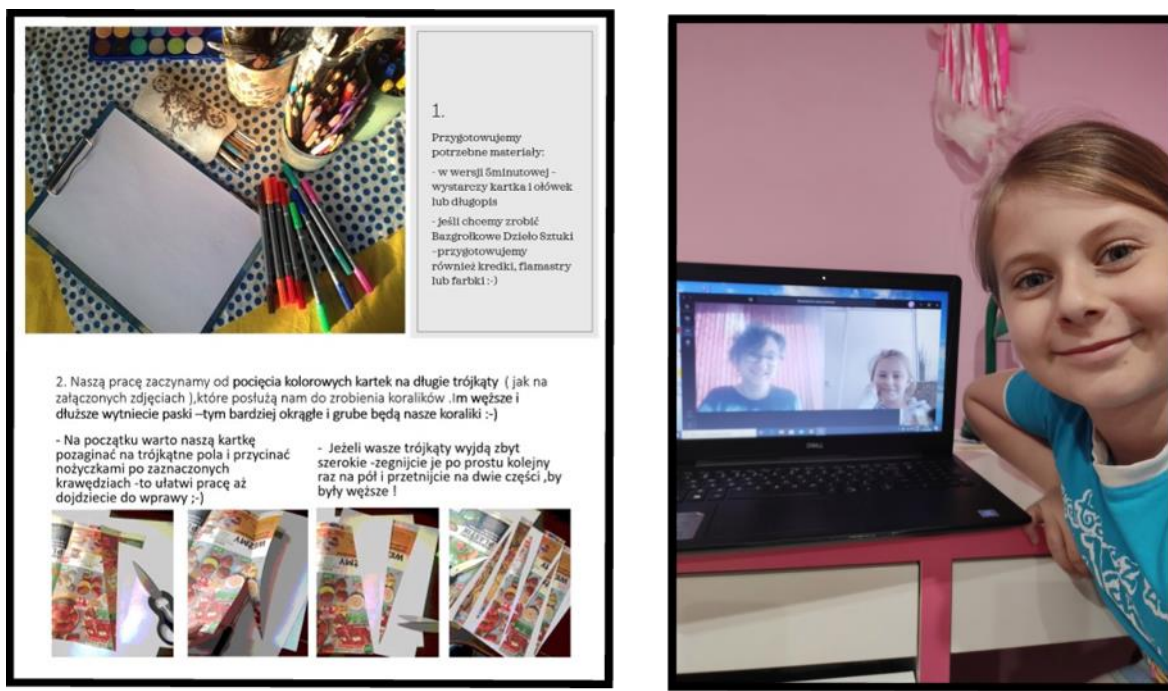 1.
Przygotowujemy
potrzebne materiały:
- w wersji 5minutowej -
wystarczy kartka i ołówek
lub długopis
- jeśli chcemy zrobić
Bazgrołkowe Dzieło Sztuki
-przygotowujemy
również kredki, flamastry
lub farbki :-)
2. Naszą pracę zaczynamy od pocięcia kolorowych kartek na długie trójkąty ( jak na
załączonych zdjęciach ),które posłużą nam do zrobienia koralików .Im węższe i
dłuższe wytniecie paski –tym bardziej okrągłe i grube będą nasze koraliki :-)
- Na początku warto naszą kartkę
pozaginać na trójkątne pola i przycinać
nożyczkami po zaznaczonych
krawędziach -to ułatwi pracę aż
dojdziecie do wprawy ;-)
- Jeżeli wasze trójkąty wyjdą zbyt
szerokie -zegnijcie je po prostu kolejny
raz na pół i przetnijcie na dwie części ,by
były węższe !
DELL